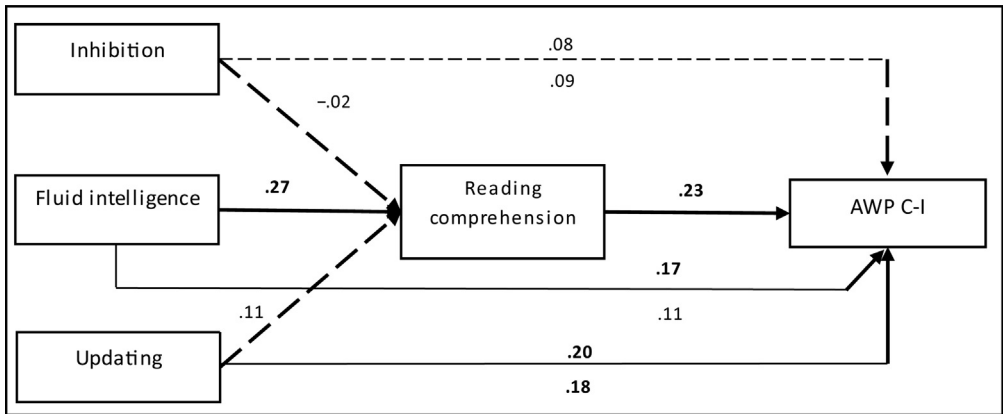 Inhibition
.08
.09
−.02
Fluid intelligence
.27
Reading
comprehension
.23
AWP C-I
.17
.11
.11
Updating
.20
.18